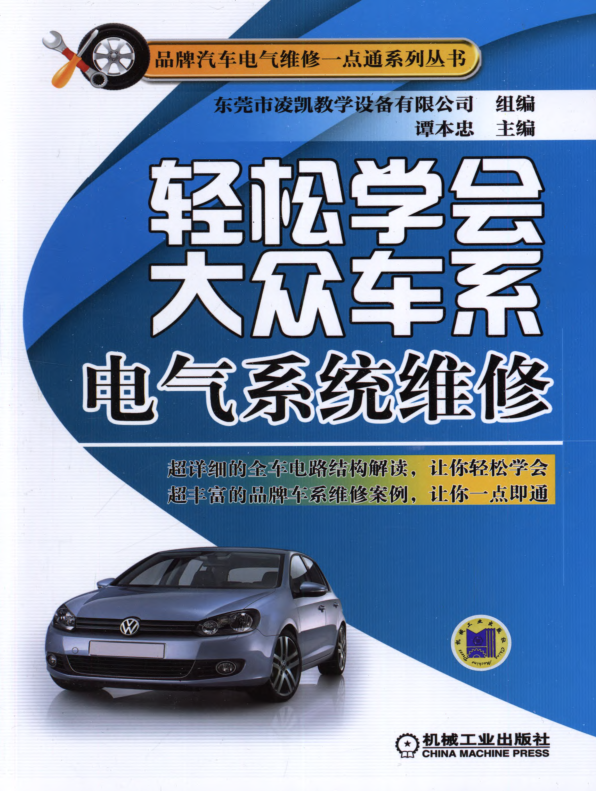 品牌汽车电气维修一点通系列丛书
东莞市凌凯教学设备有限公司 组编
谭本忠 主编
轻松学会
大众车系
电气系统维修
超详细的全车电路结构解读，让你轻松学会
超丰富的品牌车系维修案例，让你一点即通
机械工业出版社
CHINA MACHINE PRESS